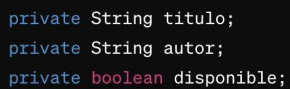 private String titulo;
private String autor;
private boolean disponible;